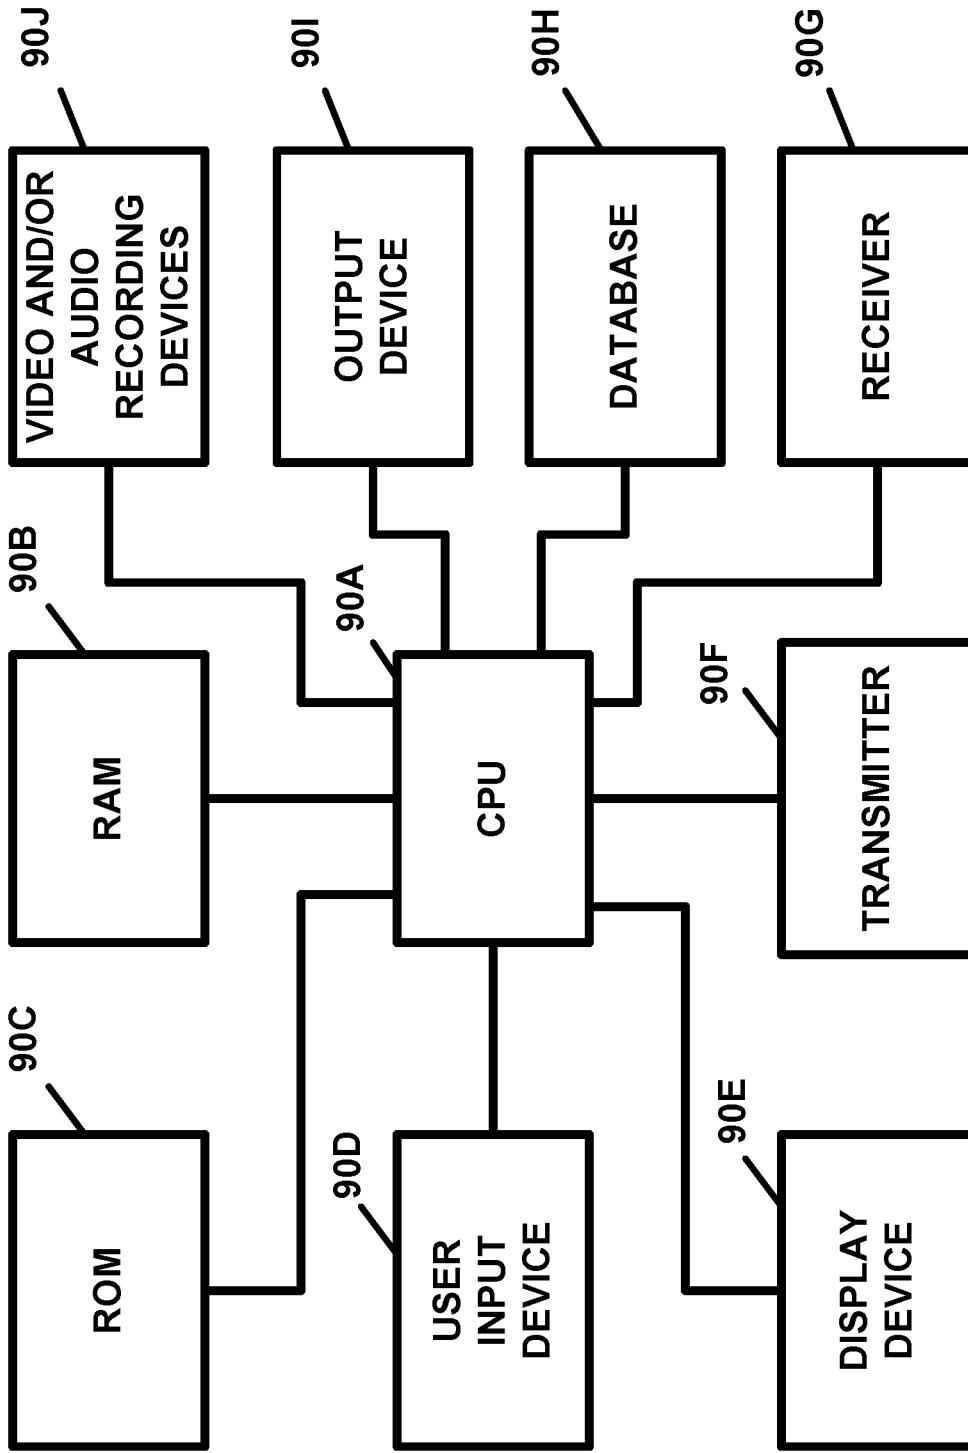 90C
ROM
90B
RAM
90J
VIDEO AND/OR
AUDIO
RECORDING
DEVICES
90D
USER
INPUT
DEVICE
90A
CPU
90I
OUTPUT
DEVICE
90H
DATABASE
90E
DISPLAY
DEVICE
90F
TRANSMITTER
90G
RECEIVER